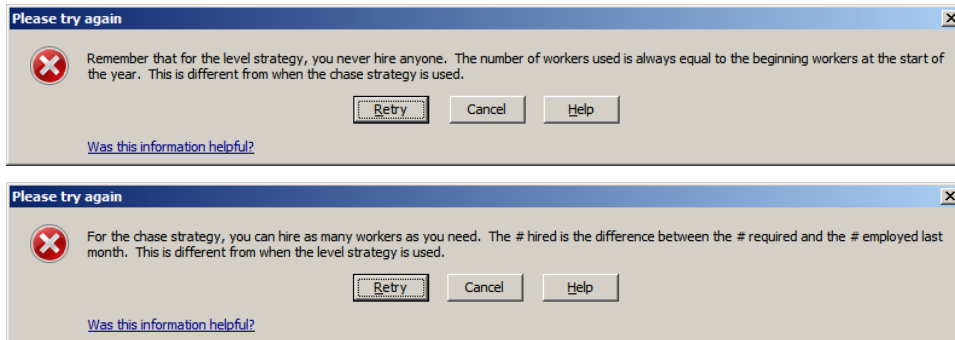 Please try again
Remember that for the level strategy, you never hire anyone. The number of workers used is always equal to the beginning workers at the start of
the year. This is different from when the chase strategy is used.
Retry Cancel Help
Was this information helpful?
Please try again
For the chase strategy, you can hire as many workers as you need. The # hired is the difference between the # required and the # employed last
month. This is different from when the level strategy is used.
Retry Cancel Help
Was this information helpful?